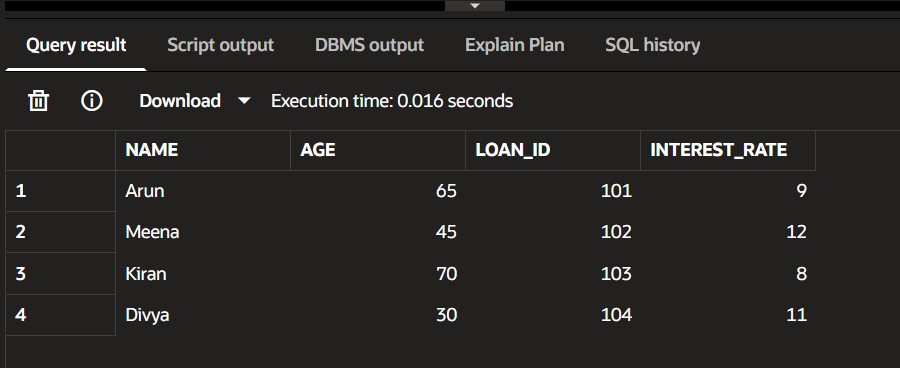 Query result Script output DBMS output Explain Plan SQL history
Download Execution time: 0.016 seconds
NAME AGE LOAN_ID INTEREST_RATE
1 Arun 65 101 9
2 Meena 45 102 12
3 Kiran 70 103 8
4 Divya 30 104 11